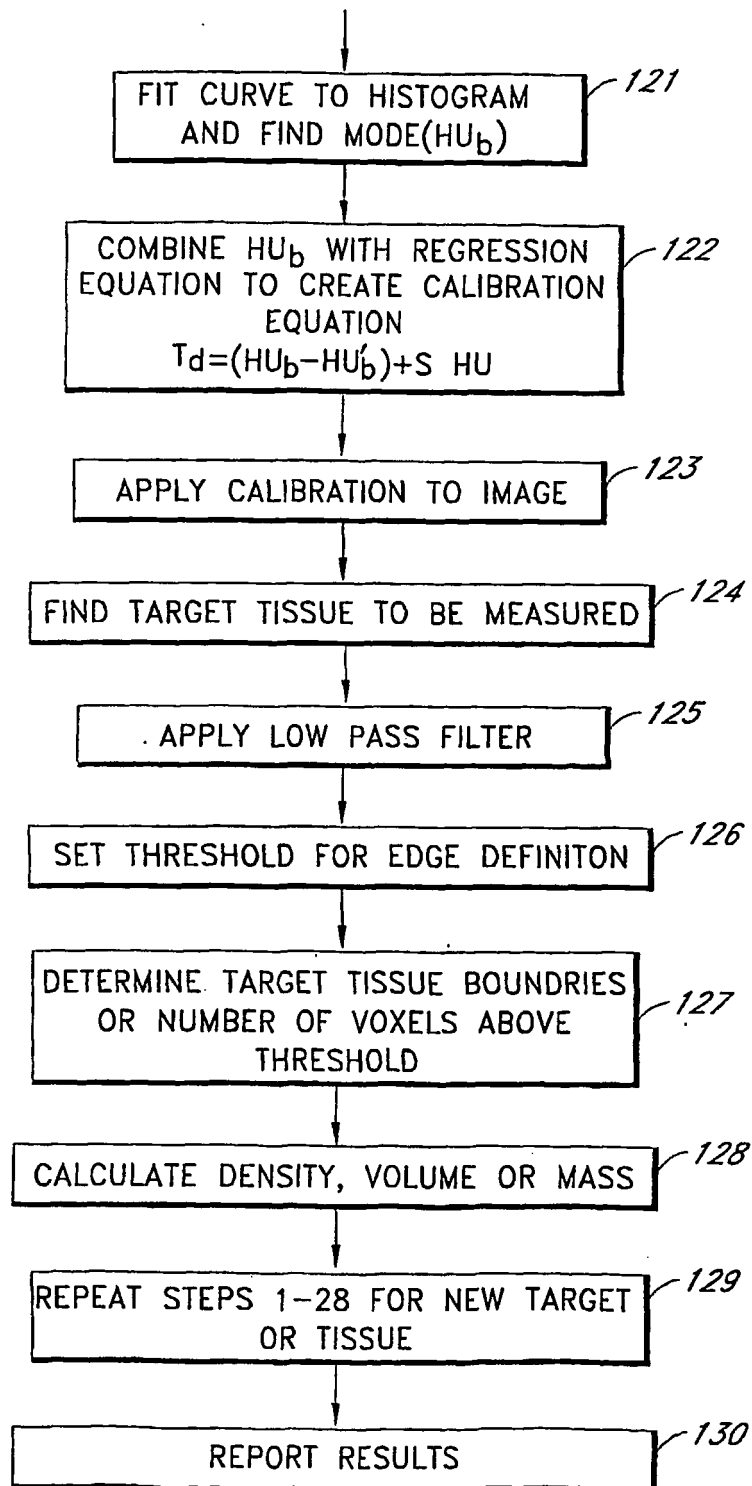 FIT CURVE TO HISTOGRAM
AND FIND MODE(HUb)
121
COMBINE HUb WITH REGRESSION
EQUATION TO CREATE CALIBRATION
EQUATION
Td=(HUb-HU'b)+S HU
122
APPLY CALIBRATION TO IMAGE
123
FIND TARGET TISSUE TO BE MEASURED
124
APPLY LOW PASS FILTER
125
SET THRESHOLD FOR EDGE DEFINITON
126
DETERMINE TARGET TISSUE BOUNDRIES
OR NUMBER OF VOXELS ABOVE
THRESHOLD
127
CALCULATE DENSITY, VOLUME OR MASS
128
REPEAT STEPS 1-28 FOR NEW TARGET
OR TISSUE
129
REPORT RESULTS
130